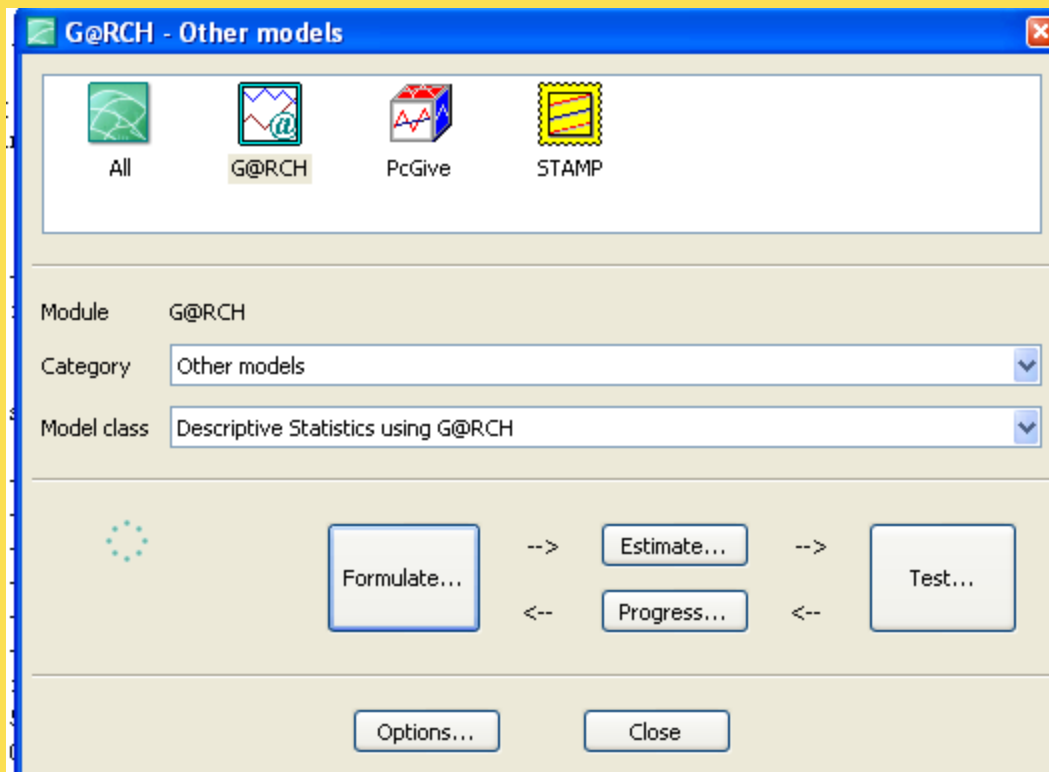 G@RCH - Other models
All G@RCH PcGive STAMP
Module G@RCH
Category Other models
Model class Descriptive Statistics using G@RCH
Formulate... --> Estimate... --> Test...
<-- Progress... <--
Options... Close